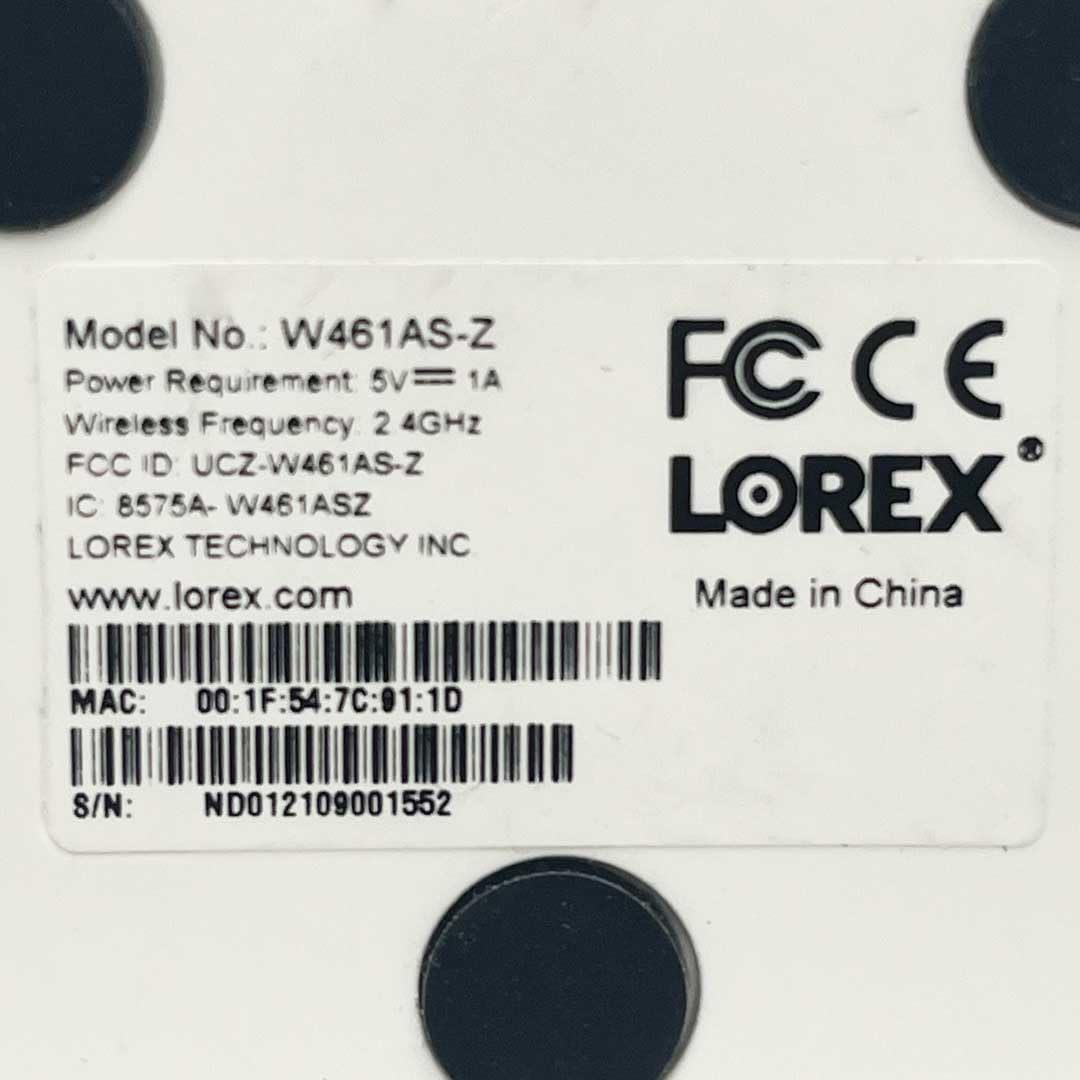 Model No.: W461AS-Z
Power Requirement: 5V⎓ 1A
Wireless Frequency: 2.4GHz
FCC ID: UCZ-W461AS-Z
IC: 8575A- W461ASZ
LOREX TECHNOLOGY INC
www.lorex.com
MAC: 00:1F:54:7C:91:1D
S/N: ND012109001552
FC CE
LOREX®
Made in China